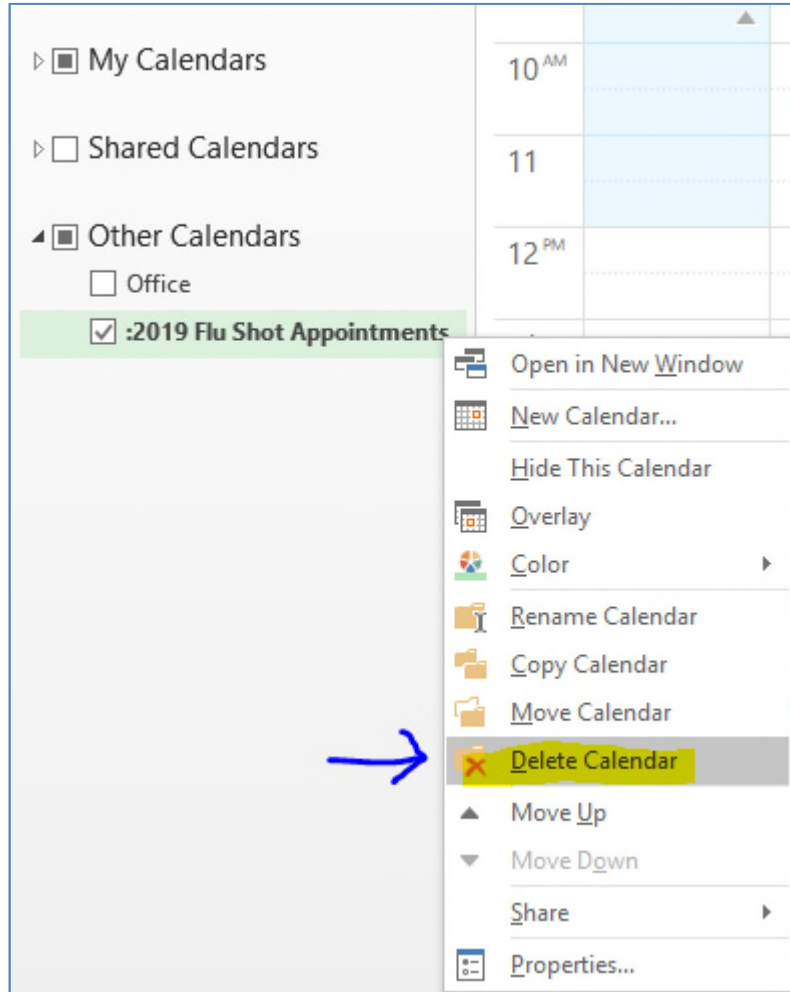 My Calendars
Shared Calendars
Other Calendars
Office
:2019 Flu Shot Appointments
10 AM
11
12 PM
Open in New Window
New Calendar...
Hide This Calendar
Overlay
Color
Rename Calendar
Copy Calendar
Move Calendar
Delete Calendar
Move Up
Move Down
Share
Properties...